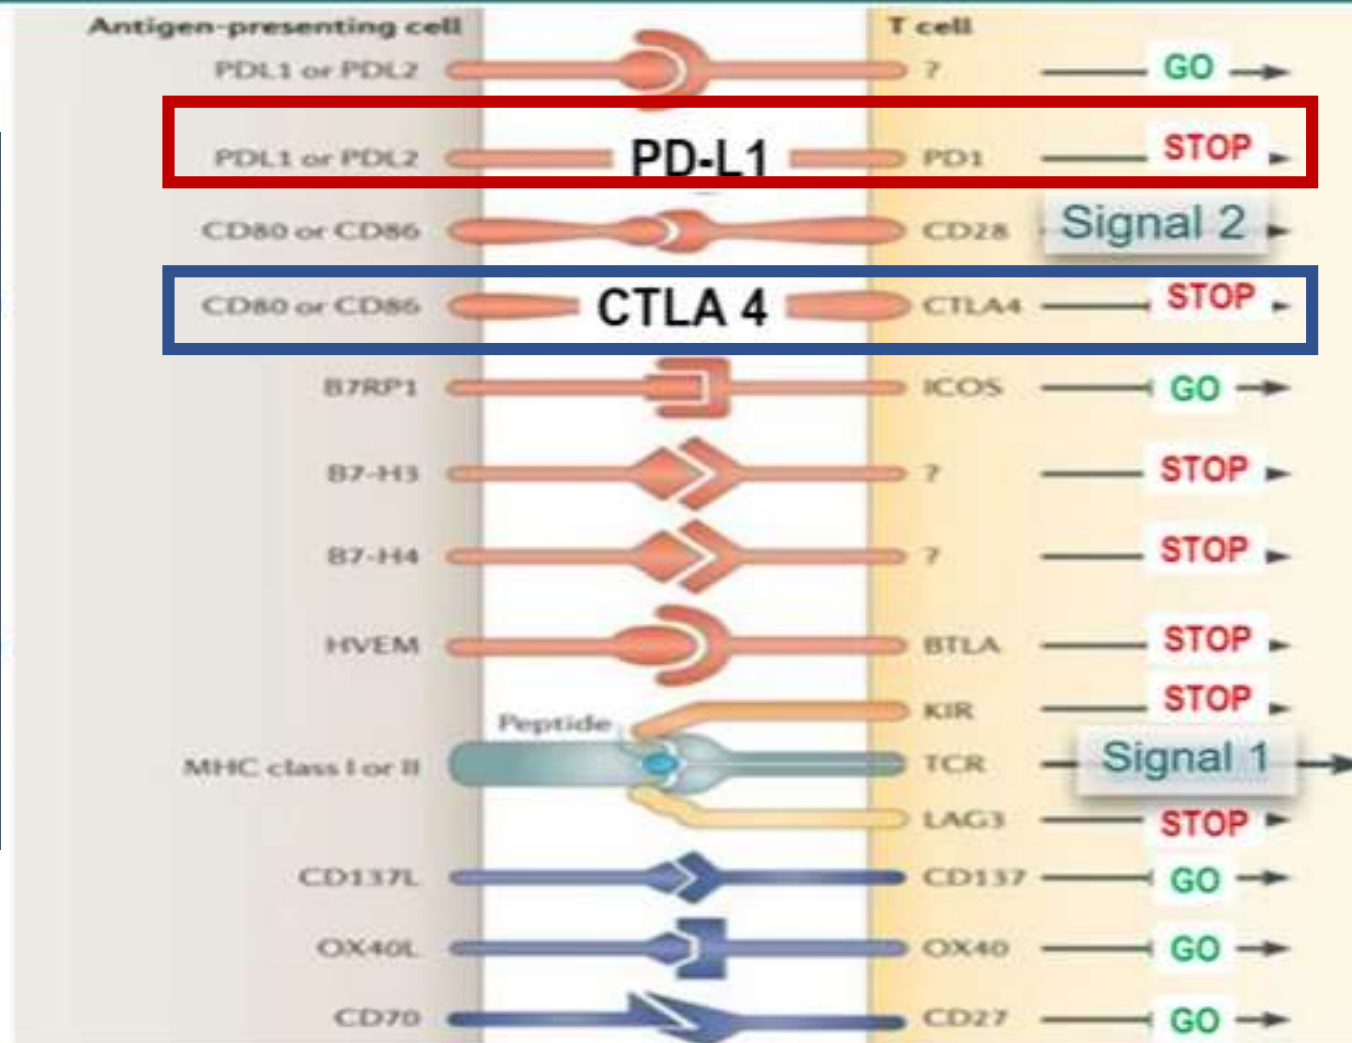 Antigen-presenting cell T cell
PDL1 or PDL2 ? GO
PDL1 or PDL2 PD-L1 PD1 STOP
CD80 or CD86 CD28 Signal 2
CD80 or CD86 CTLA 4 CTLA4 STOP
B7RP1 ICOS GO
B7-H3 ? STOP
B7-H4 ? STOP
HVEM BTLA STOP
KIR STOP
Peptide
MHC class I or II TCR Signal 1
LAG3 STOP
CD137L CD137 GO
OX40L OX40 GO
CD70 CD27 GO